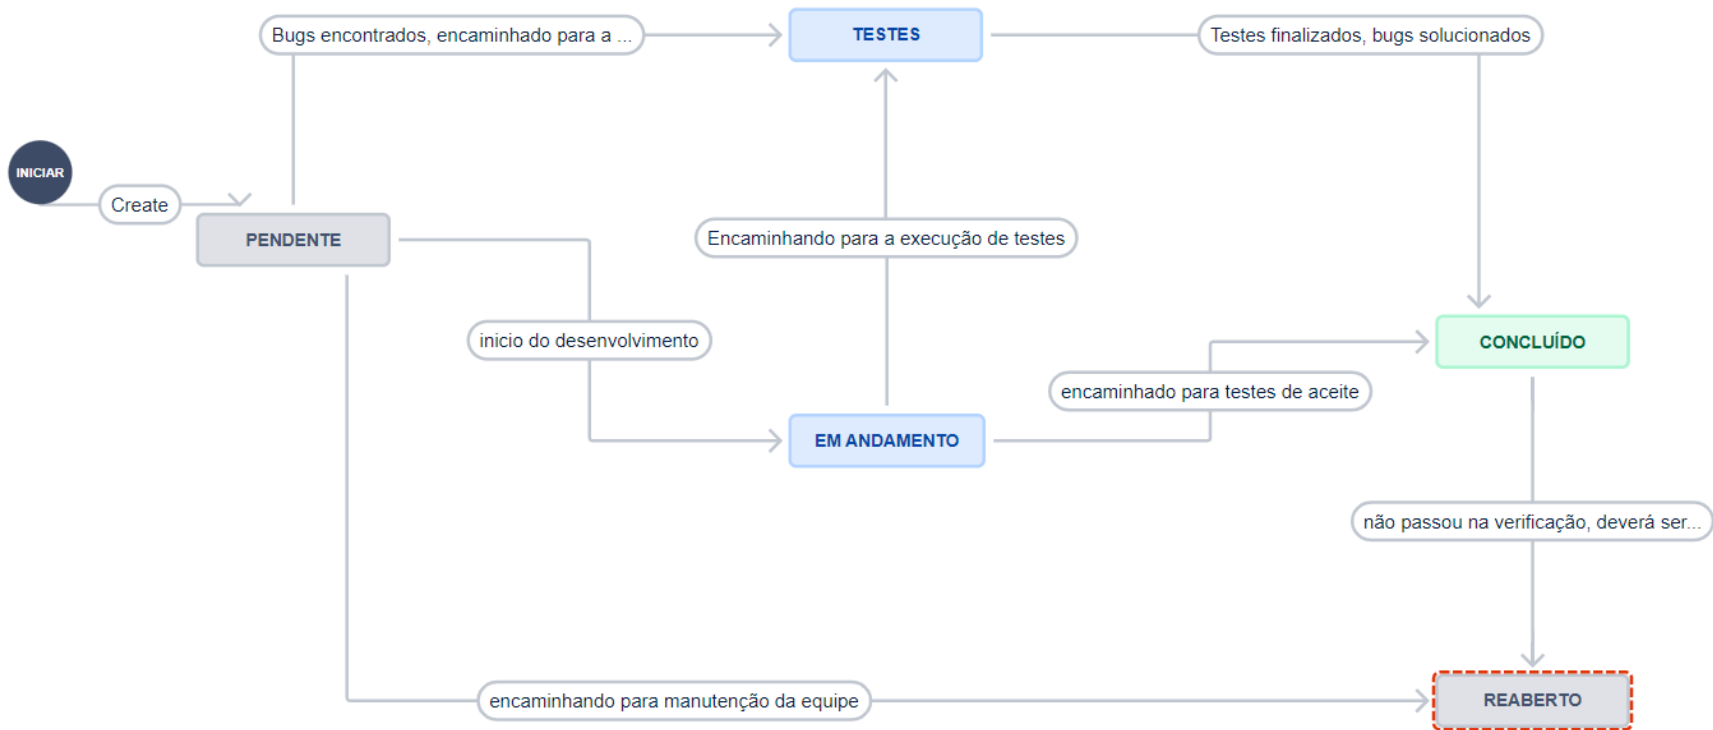 Bugs encontrados, encaminhado para a ...
TESTES
Testes finalizados, bugs solucionados
INICIAR
Create
PENDENTE
Encaminhando para a execução de testes
inicio do desenvolvimento
CONCLUÍDO
encaminhado para testes de aceite
EM ANDAMENTO
não passou na verificação, deverá ser...
encaminhando para manutenção da equipe
REABERTO